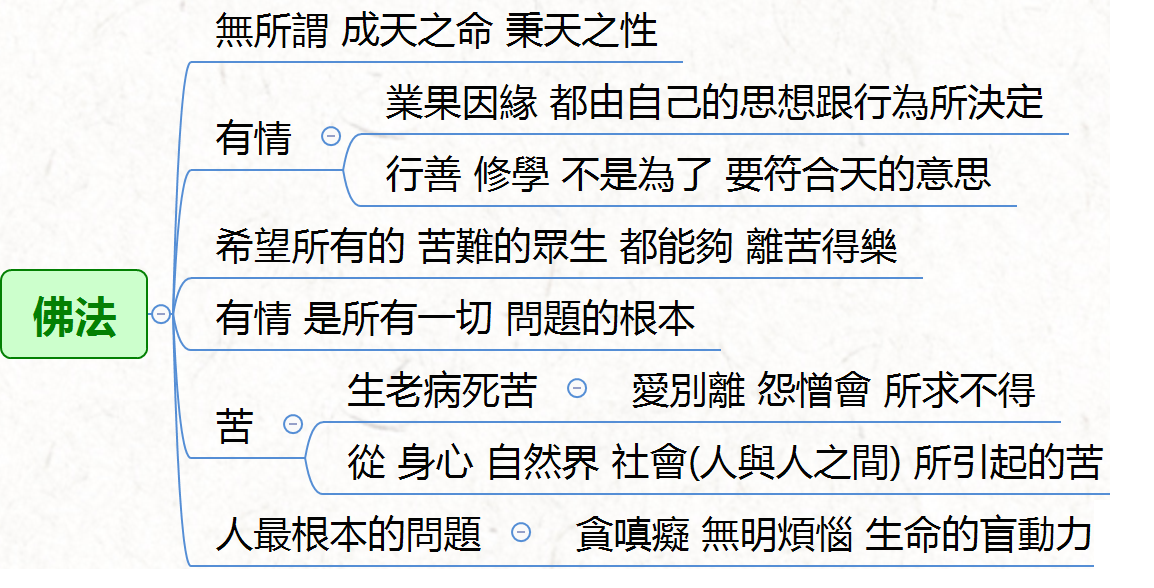 無所謂 成天之命 秉天之性
業果因緣 都由自己的思想跟行為所決定
有情
行善 修學 不是為了 要符合天的意思
希望所有的 苦難的眾生 都能夠 離苦得樂
佛法
有情 是所有一切 問題的根本
生老病死苦 愛別離 怨憎會 所求不得
苦
從 身心 自然界 社會(人與人之間) 所引起的苦
人最根本的問題 貪嗔癡 無明煩惱 生命的盲動力